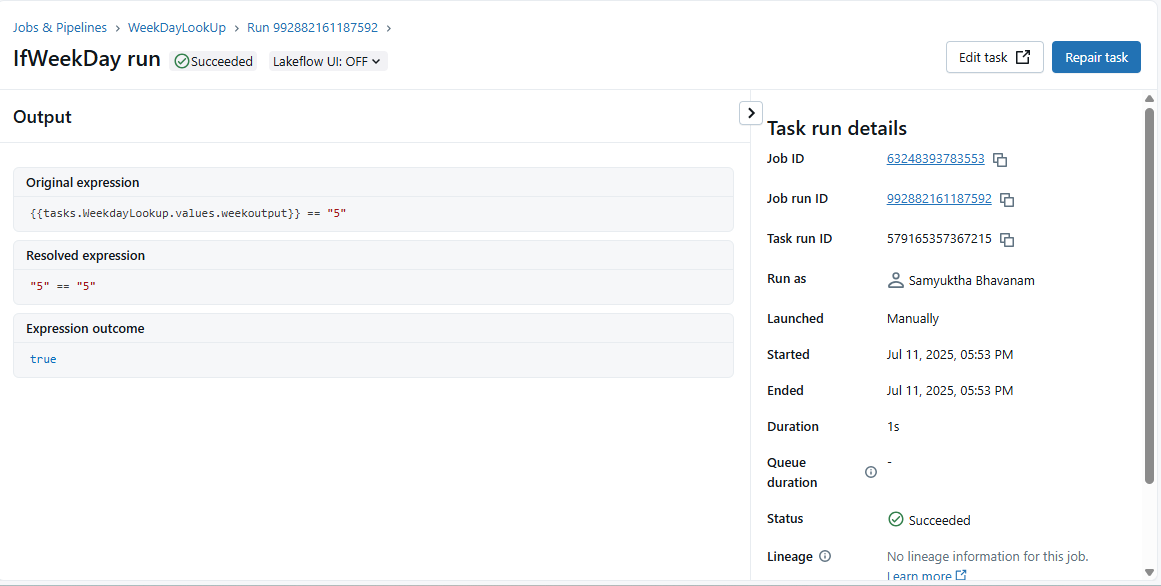 Jobs & Pipelines › WeekDayLookUp › Run 992882161187592 ›
IfWeekDay run Succeeded Lakeflow UI: OFF
Edit task Repair task
Output
Original expression
{{tasks.WeekdayLookup.values.weekoutput}} == "5"
Resolved expression
"5" == "5"
Expression outcome
true
Task run details
Job ID 63248393783553
Job run ID 992882161187592
Task run ID 579165357367215
Run as Samyuktha Bhavanam
Launched Manually
Started Jul 11, 2025, 05:53 PM
Ended Jul 11, 2025, 05:53 PM
Duration 1s
Queue -
duration
Status Succeeded
Lineage No lineage information for this job.
Learn more